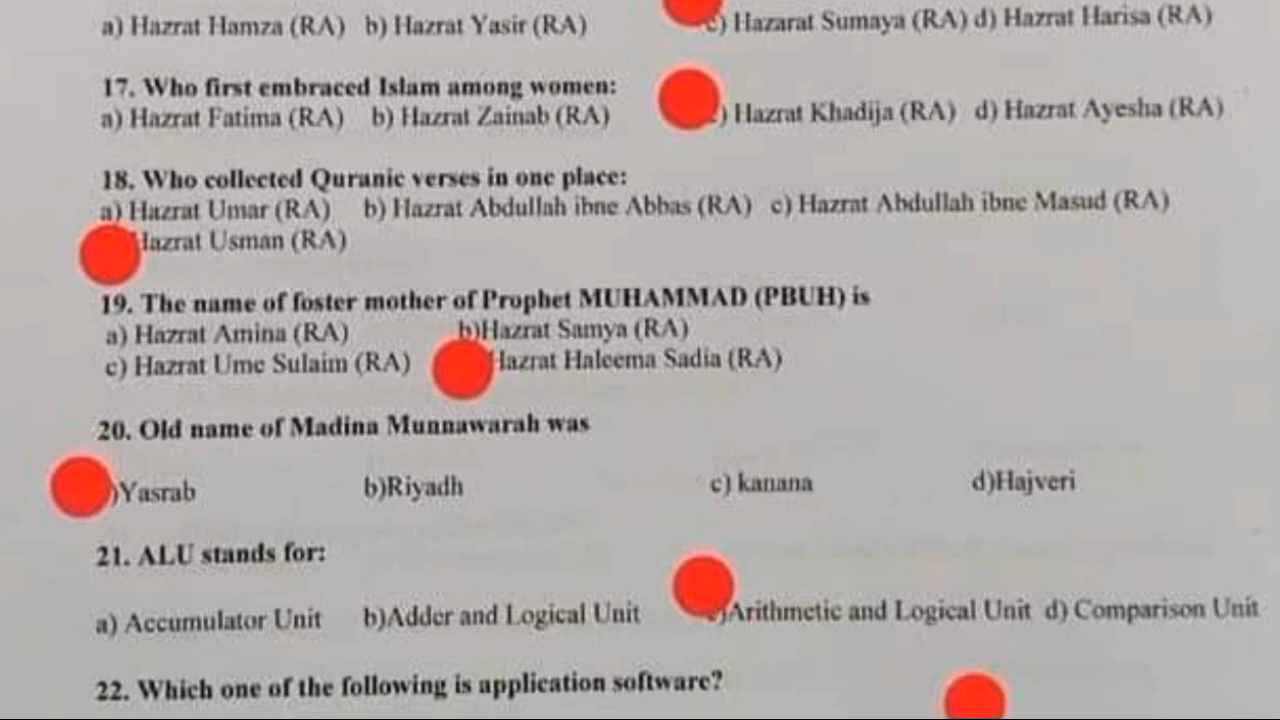 a) Hazrat Hamza (RA) b) Hazrat Yasir (RA) c) Hazarat Sumaya (RA) d) Hazrat Harisa (RA)
17. Who first embraced Islam among women:
a) Hazrat Fatima (RA) b) Hazrat Zainab (RA) ) Hazrat Khadija (RA) d) Hazrat Ayesha (RA)
18. Who collected Quranic verses in one place:
a) Hazrat Umar (RA) b) Hazrat Abdullah ibne Abbas (RA) c) Hazrat Abdullah ibne Masud (RA)
Hazrat Usman (RA)
19. The name of foster mother of Prophet MUHAMMAD (PBUH) is
a) Hazrat Amina (RA) b)Hazrat Samya (RA)
c) Hazrat Ume Sulaim (RA) Hazrat Haleema Sadia (RA)
20. Old name of Madina Munnawarah was
)Yasrab b)Riyadh c) kanana d)Hajveri
21. ALU stands for:
a) Accumulator Unit b)Adder and Logical Unit c)Arithmetic and Logical Unit d) Comparison Unit
22. Which one of the following is application software?